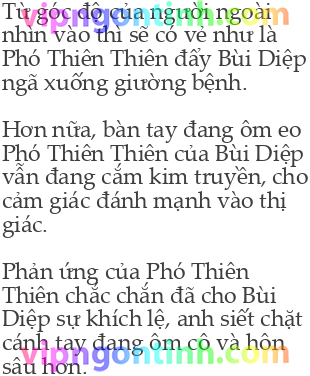 Từ góc độ của người ngoài
nhìn vào thì sẽ có vẻ như là
Phó Thiên Thiên đẩy Bùi Diệp
ngã xuống giường bệnh.

Hơn nữa, bàn tay đang ôm eo
Phó Thiên Thiên của Bùi Diệp
vẫn đang cắm kim truyền, cho
cảm giác đánh mạnh vào thị
giác.

Phản ứng của Phó Thiên
Thiên chắc chắn đã cho Bùi
Diệp sự khích lệ, anh siết chặt
cánh tay đang ôm cô và hôn
sâu hơn.
vipngontinh.com
vipngontinh.com